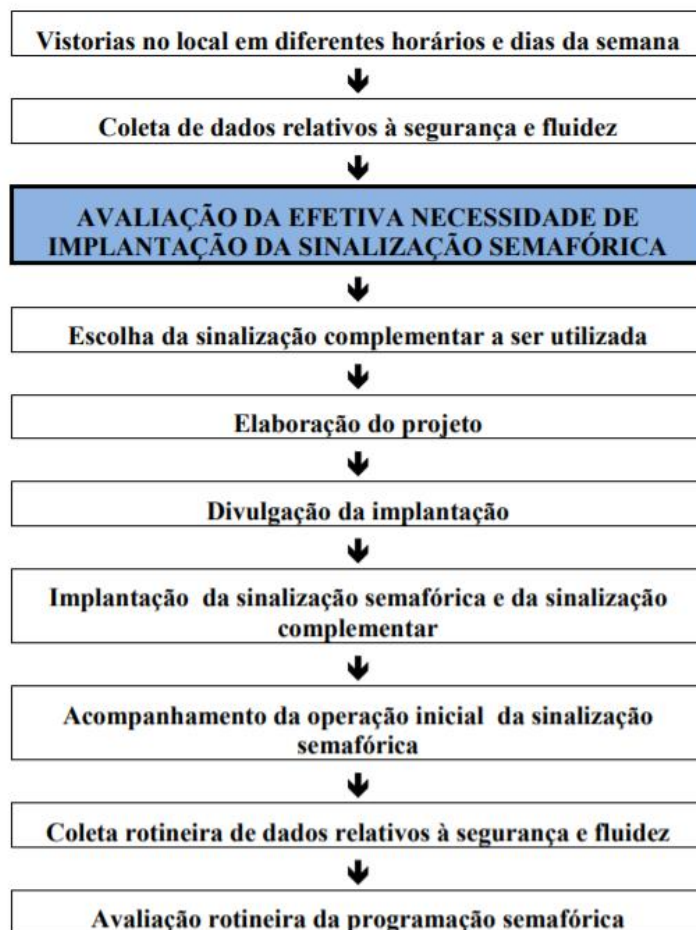 Vistorias no local em diferentes horários e dias da semana
Coleta de dados relativos à segurança e fluidez
AVALIAÇÃO DA EFETIVA NECESSIDADE DE
IMPLANTAÇÃO DA SINALIZAÇÃO SEMAFÓRICA
Escolha da sinalização complementar a ser utilizada
Elaboração do projeto
Divulgação da implantação
Implantação da sinalização semafórica e da sinalização
complementar
Acompanhamento da operação inicial da sinalização
semafórica
Coleta rotineira de dados relativos à segurança e fluidez
Avaliação rotineira da programação semafórica